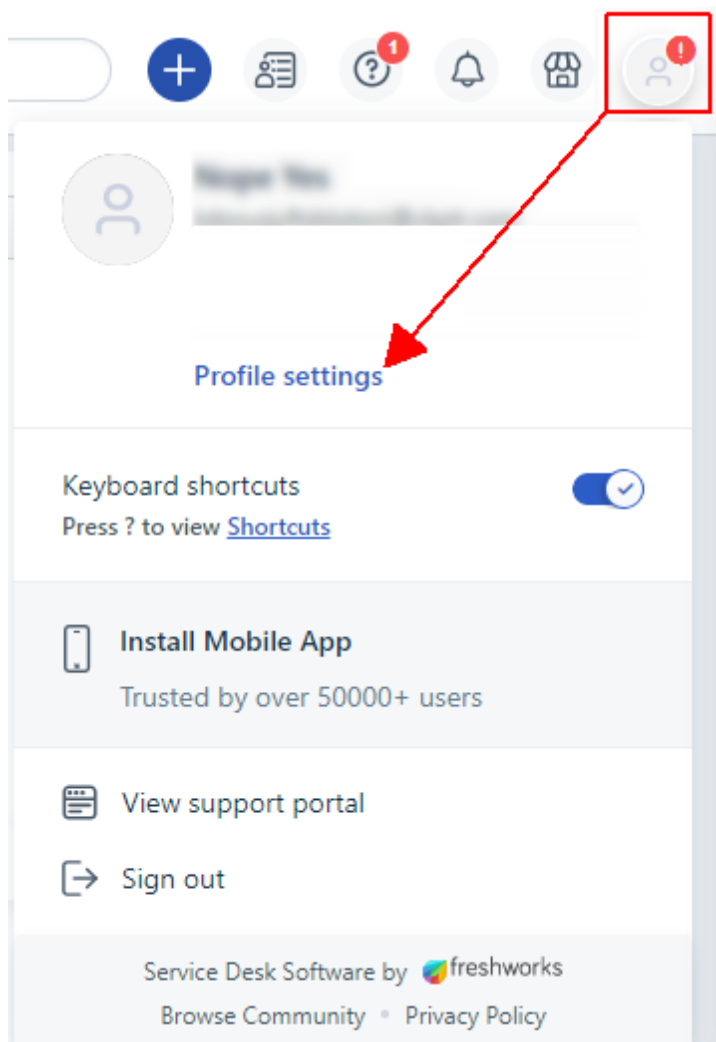 1
!
Profile settings
Keyboard shortcuts
Press ? to view Shortcuts
Install Mobile App
Trusted by over 50000+ users
View support portal
Sign out
Service Desk Software by freshworks
Browse Community • Privacy Policy